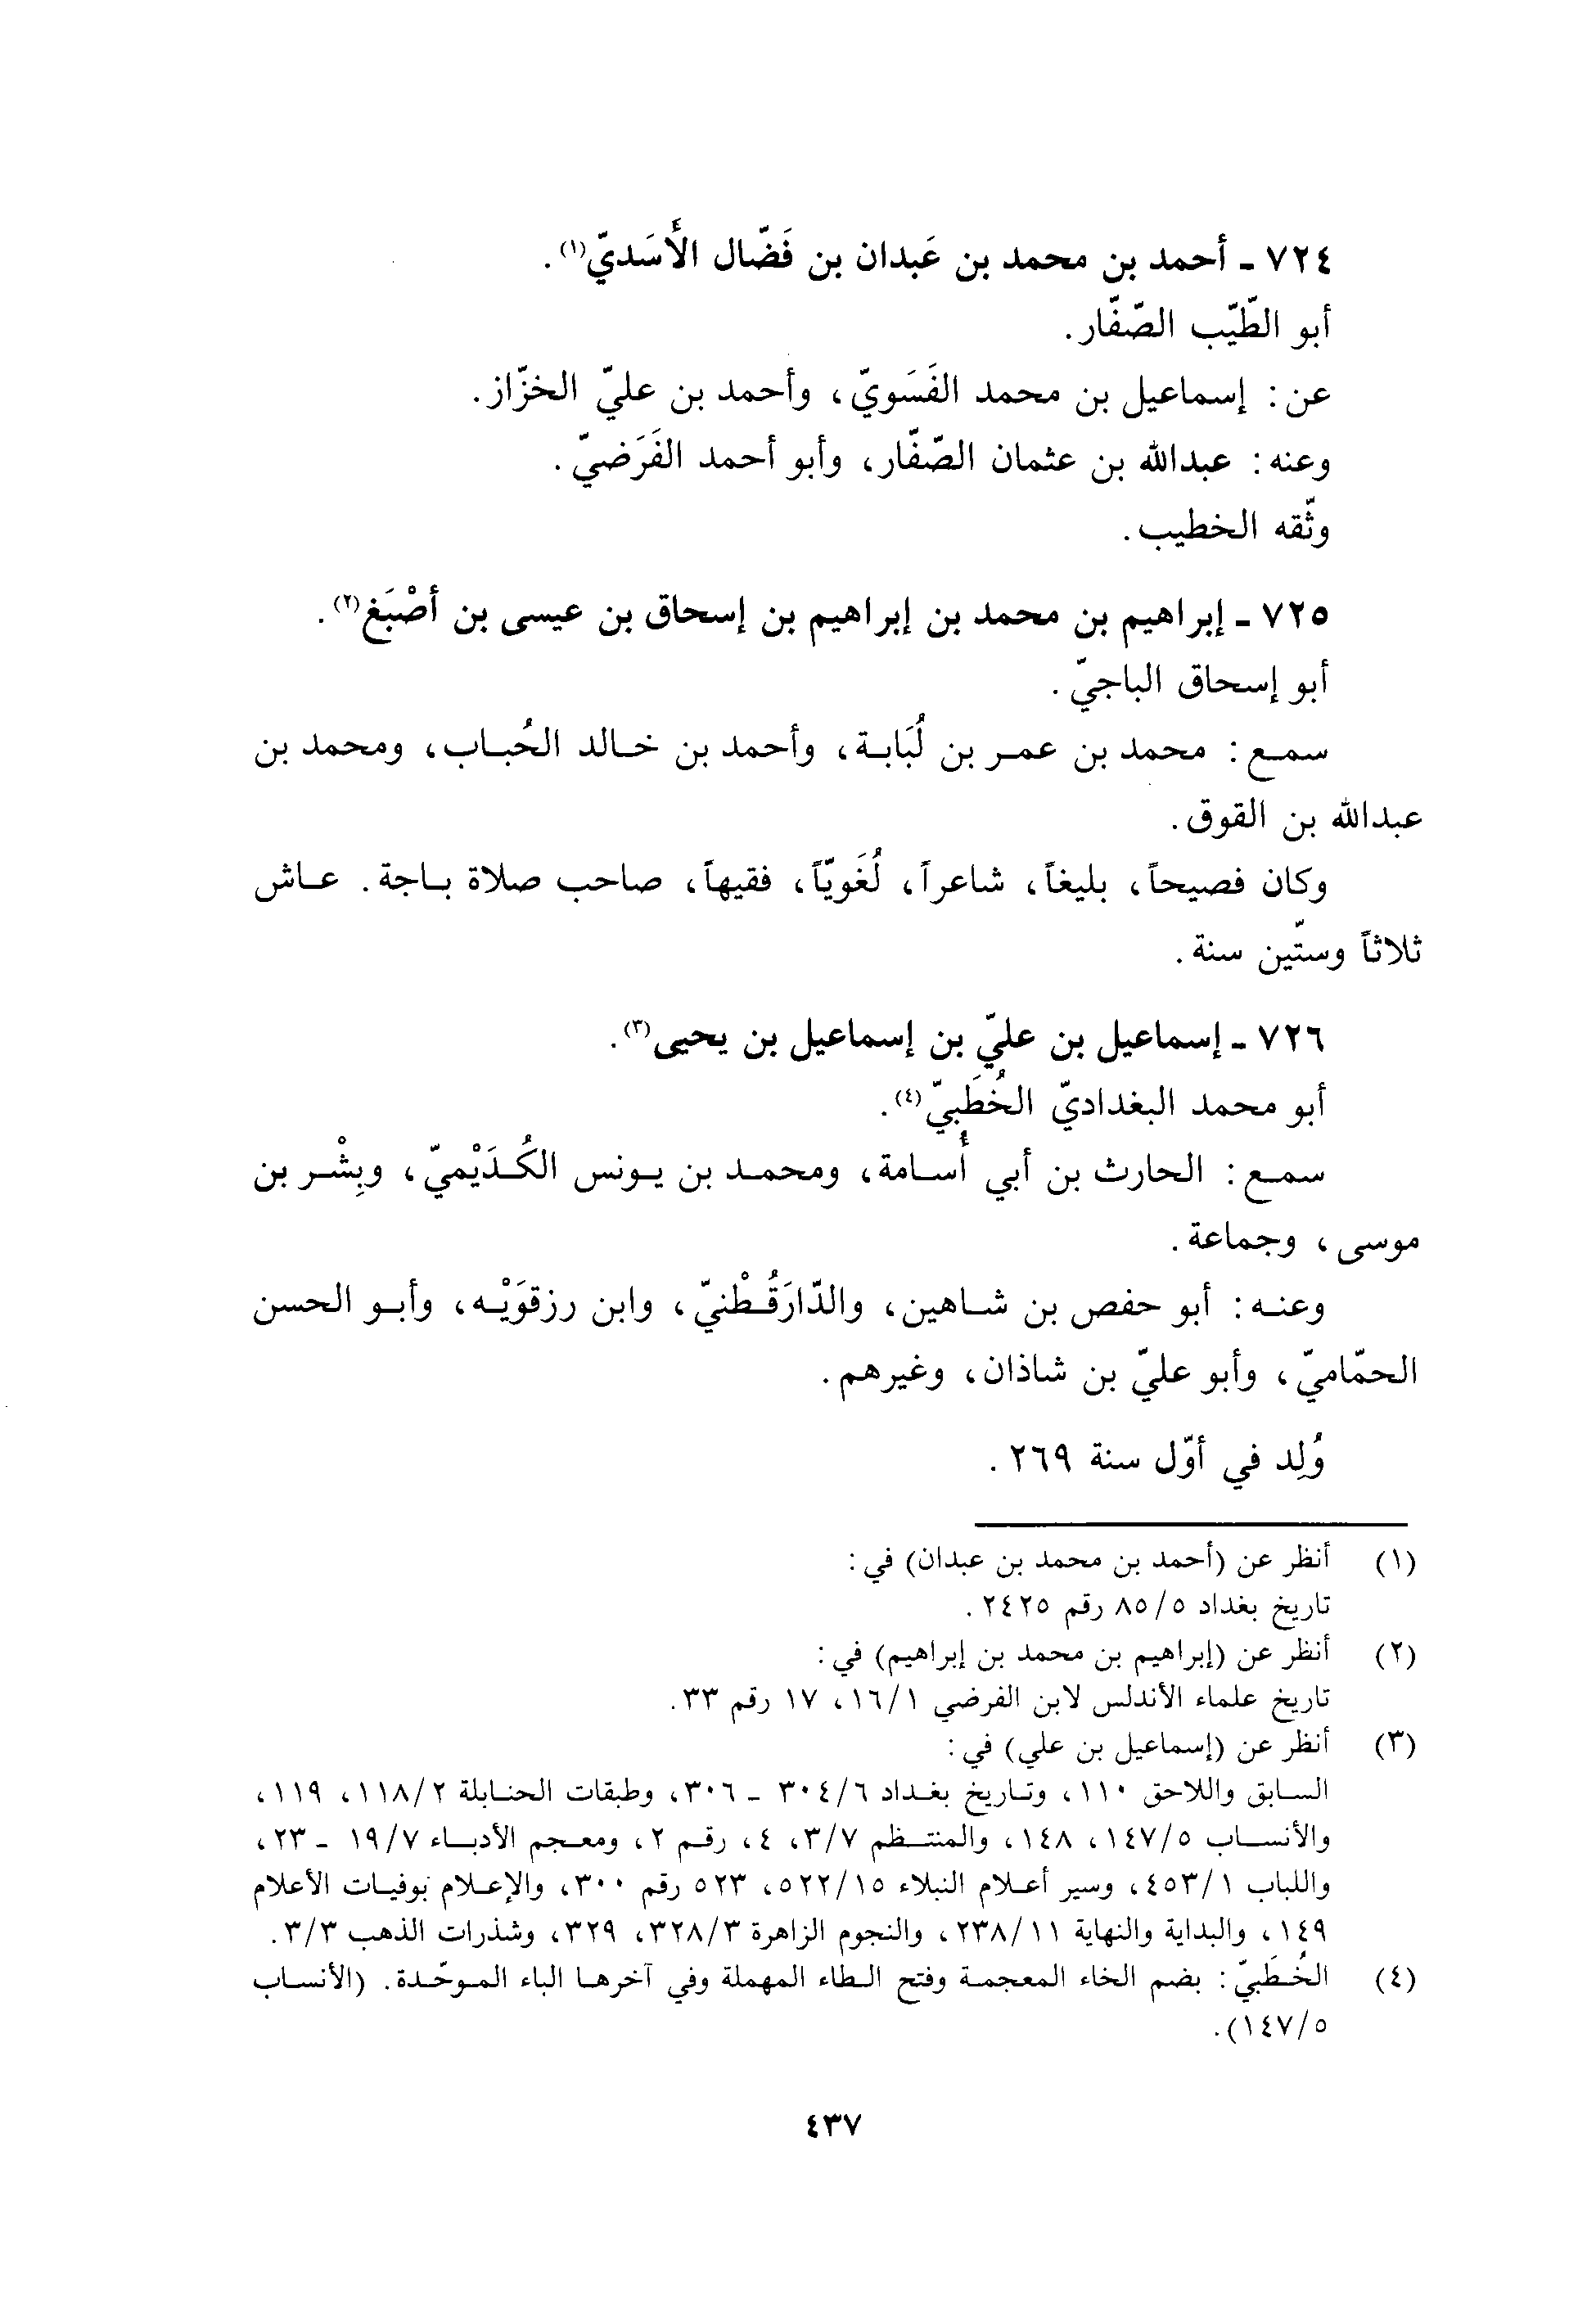 ٧٢٤ - أحمد بن محمد بن عَبدان بن فَضّال الأَسَديّ(١).
أبو الطّيّب الصّفّار.
عن: إسماعيل بن محمد الفَسَويّ، وأحمد بن عليّ الخزّاز.
وعنه: عبدالله بن عثمان الصّفّار، وأبو أحمد الفَرَضيّ.
وثّقه الخطيب.
٧٢٥ - إبراهيم بن محمد بن إبراهيم بن إسحاق بن عيسى بن أصْبَغ(٢).
أبو إسحاق الباجيّ.
سمع: محمد بن عمر بن لُبَابة، وأحمد بن خالد الحُباب، ومحمد بن
عبدالله بن القوق.
وكان فصيحاً، بليغاً، شاعراً، لُغَويّاً، فقيهاً، صاحب صلاة باجة. عاش
ثلاثاً وستّين سنة.
٧٢٦ - إسماعيل بن عليّ بن إسماعيل بن يحيى(٣).
أبو محمد البغداديّ الخُطَبيّ(٤).
سمع: الحارث بن أبي أُسامة، ومحمد بن يونس الكُدَيْميّ، وبِشْر بن
موسى، وجماعة.
وعنه: أبو حفص بن شاهين، والدّارَقُطْنيّ، وابن رزقوَيْه، وأبو الحسن
الحمّاميّ، وأبو عليّ بن شاذان، وغيرهم.
وُلِد في أوّل سنة ٢٦٩.
(١) أنظر عن (أحمد بن محمد بن عبدان) في:
تاريخ بغداد ٨٥/٥ رقم ٢٤٢٥.
(٢) أنظر عن (إبراهيم بن محمد بن إبراهيم) في:
تاريخ علماء الأندلس لابن الفرضي ١٦/١، ١٧ رقم ٣٣.
(٣) أنظر عن (إسماعيل بن علي) في:
السابق واللاحق ١١٠، وتاريخ بغداد ٣٠٤/٦ - ٣٠٦، وطبقات الحنابلة ١١٨/٢، ١١٩،
والأنساب ١٤٧/٥، ١٤٨، والمنتظم ٣/٧، ٤، رقم ٢، ومعجم الأدباء ١٩/٧ - ٢٣،
واللباب ٤٥٣/١، وسير أعلام النبلاء ٥٢٢/١٥، ٥٢٣ رقم ٣٠٠، والإعلام بوفيات الأعلام
١٤٩، والبداية والنهاية ٢٣٨/١١، والنجوم الزاهرة ٣٢٨/٣، ٣٢٩، وشذرات الذهب ٣/٣.
(٤) الخُطَبيّ: بضم الخاء المعجمة وفتح الطاء المهملة وفي آخرها الباء الموحّدة. (الأنساب
١٤٧/٥).
٤٣٧